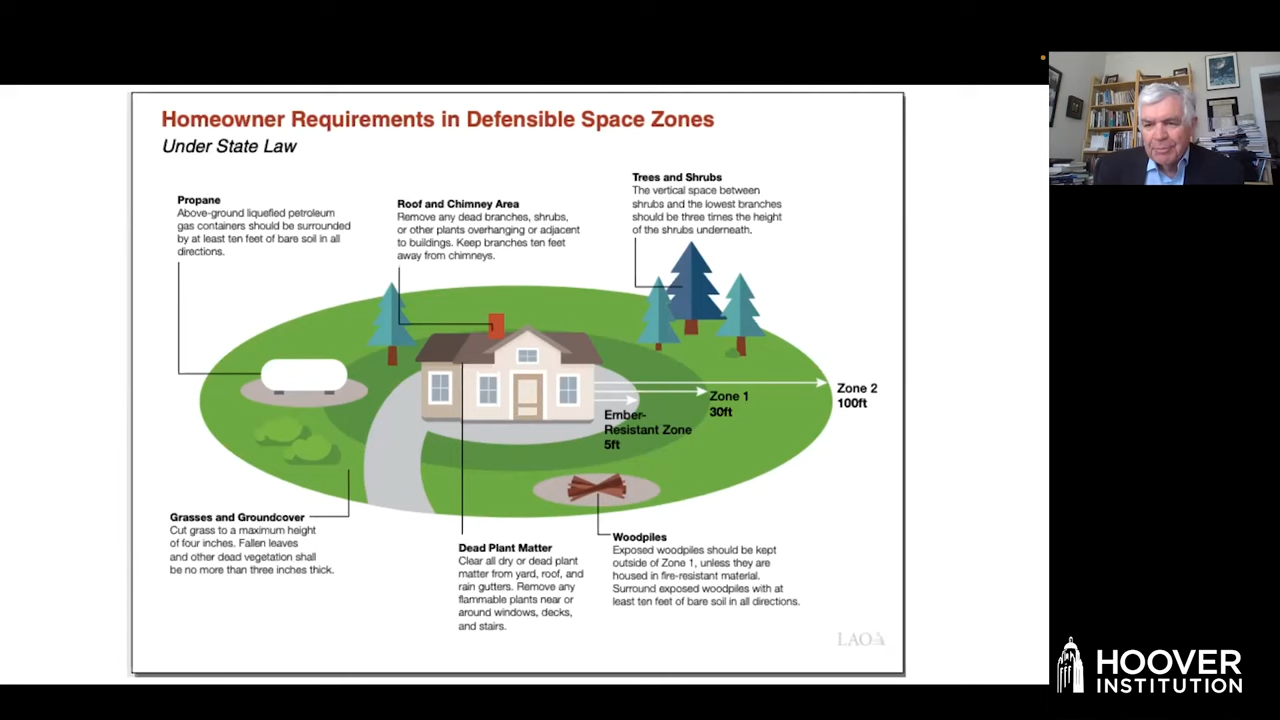 Homeowner Requirements in Defensible Space Zones
Under State Law
Propane
Above-ground liquefied petroleum
gas containers should be surrounded
by at least ten feet of bare soil in all
directions.
Roof and Chimney Area
Remove any dead branches, shrubs,
or other plants overhanging or adjacent
to buildings. Keep branches ten feet
away from chimneys.
Trees and Shrubs
The vertical space between
shrubs and the lowest branches
should be three times the height
of the shrubs underneath.
Ember-
Resistant Zone
5ft
Zone 1
30ft
Zone 2
100ft
Grasses and Groundcover
Cut grass to a maximum height
of four inches. Fallen leaves
and other dead vegetation shall
be no more than three inches thick.
Dead Plant Matter
Clear all dry or dead plant
matter from yard, roof, and
rain gutters. Remove any
flammable plants near or
around windows, decks,
and stairs.
Woodpiles
Exposed woodpiles should be kept
outside of Zone 1, unless they are
housed in fire-resistant material.
Surround exposed woodpiles with at
least ten feet of bare soil in all directions.
LAO
HOOVER
INSTITUTION